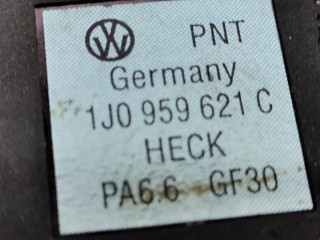 PNT
Germany
1J0 959 621 C
HECK
PA6.6 GF30